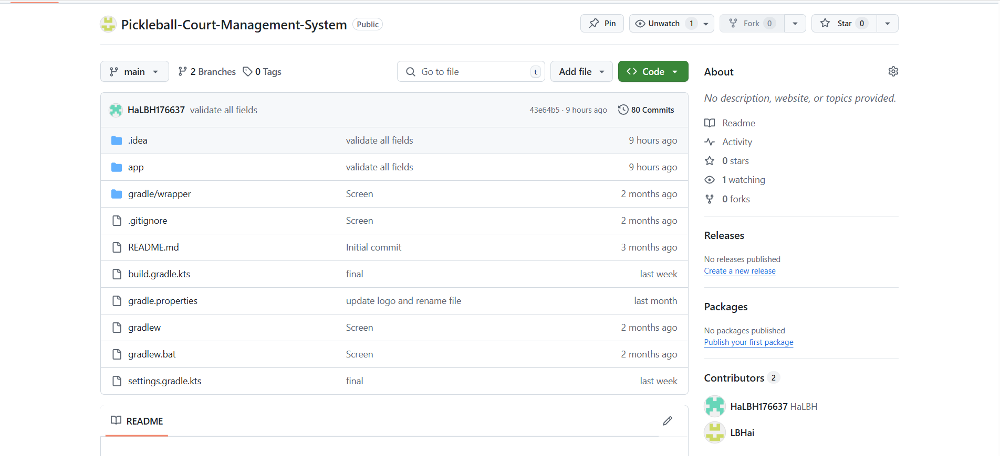 Pickleball-Court-Management-System Public
Pin
Unwatch 1
Fork 0
Star 0
main
2 Branches
0 Tags
Go to file t
Add file
Code
HaLBH176637 validate all fields 43e64b5 · 9 hours ago 80 Commits
.idea validate all fields 9 hours ago
app validate all fields 9 hours ago
gradle/wrapper Screen 2 months ago
.gitignore Screen 2 months ago
README.md Initial commit 3 months ago
build.gradle.kts final last week
gradle.properties update logo and rename file last month
gradlew Screen 2 months ago
gradlew.bat Screen 2 months ago
settings.gradle.kts final last week
README
About
No description, website, or topics provided.
Readme
Activity
0 stars
1 watching
0 forks
Releases
No releases published
Create a new release
Packages
No packages published
Publish your first package
Contributors 2
HaLBH176637 HaLBH
LBHai